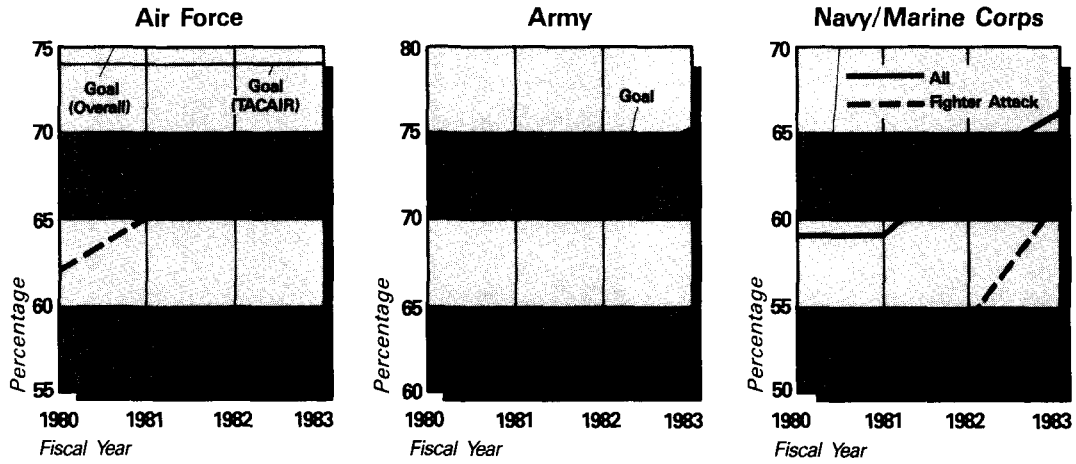 Air Force
Army
Navy/Marine Corps
75
70
65
60
55
Percentage
Goal
(Overall)
Goal
(TACAIR)
1980
1981
1982
1983
Fiscal Year
80
75
70
65
60
Percentage
Goal
1980
1981
1982
1983
Fiscal Year
70
65
60
55
50
Percentage
All
Fighter Attack
1980
1981
1982
1983
Fiscal Year